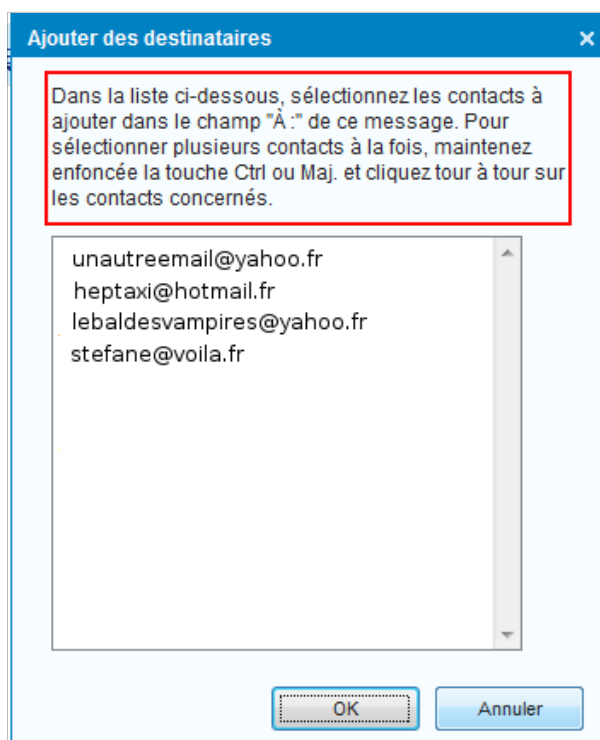 Ajouter des destinataires
Dans la liste ci-dessous, sélectionnez les contacts à
ajouter dans le champ "À :" de ce message. Pour
sélectionner plusieurs contacts à la fois, maintenez
enfoncée la touche Ctrl ou Maj. et cliquez tour à tour sur
les contacts concernés.
unautreemail@yahoo.fr
heptaxi@hotmail.fr
lebaldesvampires@yahoo.fr
stefane@voila.fr
OK
Annuler